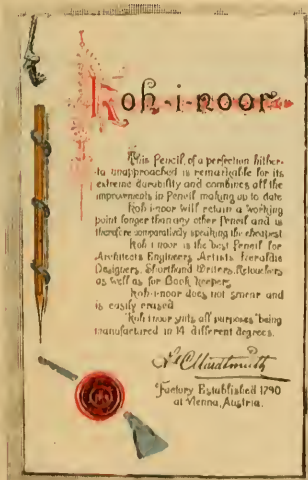 Koh-i-noor
This Pencil, of a perfection hither-
to unapproached is remarkable for its
extreme durability and combines all the
improvements in Pencil making up to date
Koh i-noor will retain a working
point longer than any other Pencil and is
therefore comparatively speaking the cheapest
Koh i noor is the best Pencil for
Architects Engineers Artists Heraldic
Designers, Shorthand Writers, Retouchers
as well as for Book keepers
Koh-i-noor does not smear and
is easily erased
Koh i noor suits all purposes being
manufactured in 14 different degrees.
L&C Hardtmuth
Factory Established 1790
at Vienna, Austria.